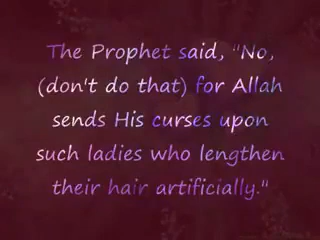 The Prophet said, "No,
(don't do that) for Allah
sends His curses upon
such ladies who lengthen
their hair artificially."